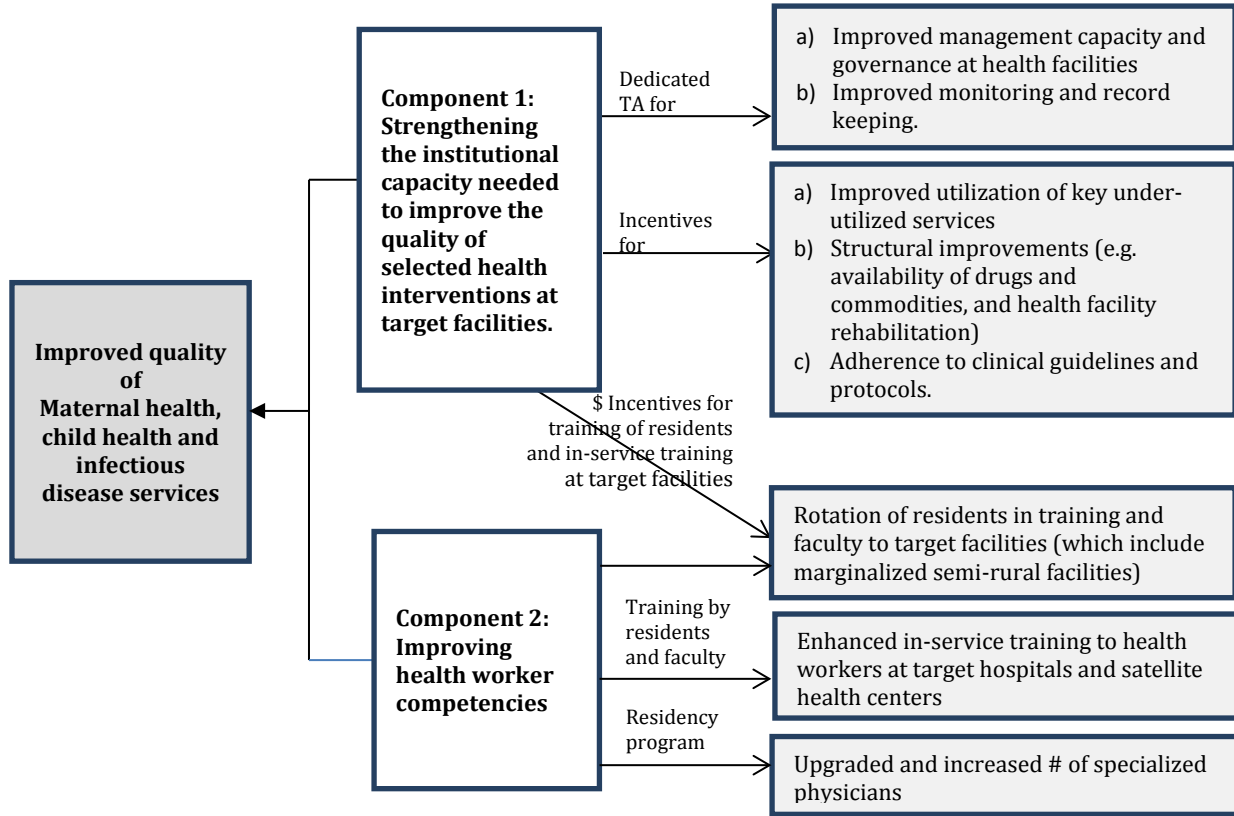 Improved quality
of
Maternal health,
child health and
infectious
disease services
Component 1:
Strengthening
the institutional
capacity needed
to improve the
quality of
selected health
interventions at
target facilities.
Dedicated
TA for
a) Improved management capacity and
governance at health facilities
b) Improved monitoring and record
keeping.
Incentives
for
a) Improved utilization of key under-
utilized services
b) Structural improvements (e.g.
availability of drugs and
commodities, and health facility
rehabilitation)
c) Adherence to clinical guidelines and
protocols.
$ Incentives for
training of residents
and in-service training
at target facilities
Component 2:
Improving
health worker
competencies
Rotation of residents in training and
faculty to target facilities (which include
marginalized semi-rural facilities)
Training by
residents
and faculty
Enhanced in-service training to health
workers at target hospitals and satellite
health centers
Residency
program
Upgraded and increased # of specialized
physicians